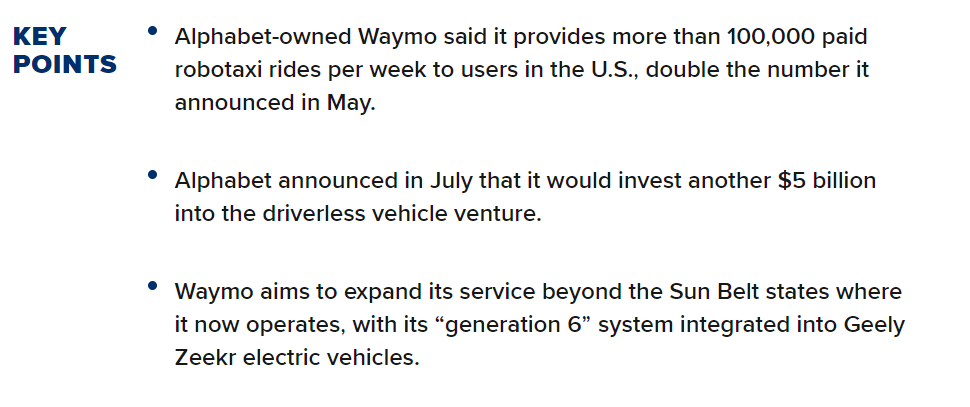 KEY
POINTS
• Alphabet-owned Waymo said it provides more than 100,000 paid
robotaxi rides per week to users in the U.S., double the number it
announced in May.
• Alphabet announced in July that it would invest another $5 billion
into the driverless vehicle venture.
• Waymo aims to expand its service beyond the Sun Belt states where
it now operates, with its “generation 6” system integrated into Geely
Zeekr electric vehicles.